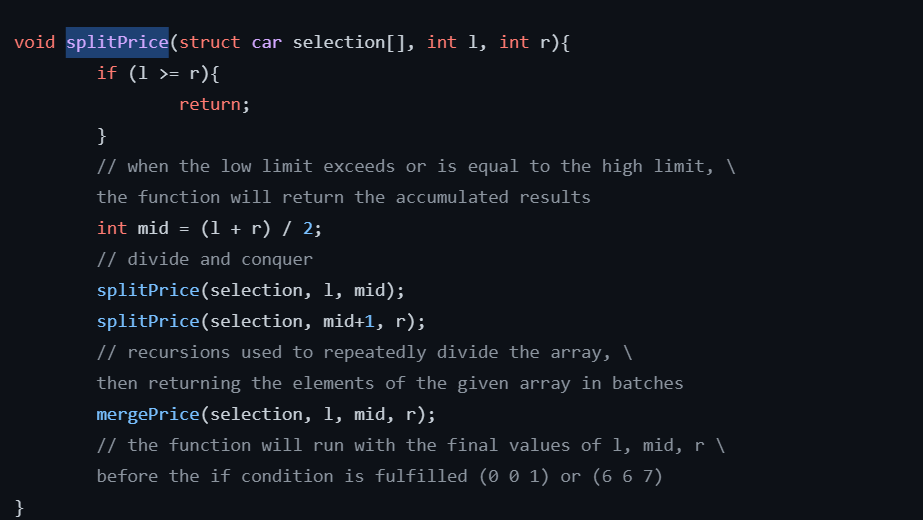 void splitPrice(struct car selection[], int l, int r){
if (l >= r){
return;
}
// when the low limit exceeds or is equal to the high limit, \
the function will return the accumulated results
int mid = (l + r) / 2;
// divide and conquer
splitPrice(selection, l, mid);
splitPrice(selection, mid+1, r);
// recursions used to repeatedly divide the array, \
then returning the elements of the given array in batches
mergePrice(selection, l, mid, r);
// the function will run with the final values of l, mid, r \
before the if condition is fulfilled (0 0 1) or (6 6 7)
}